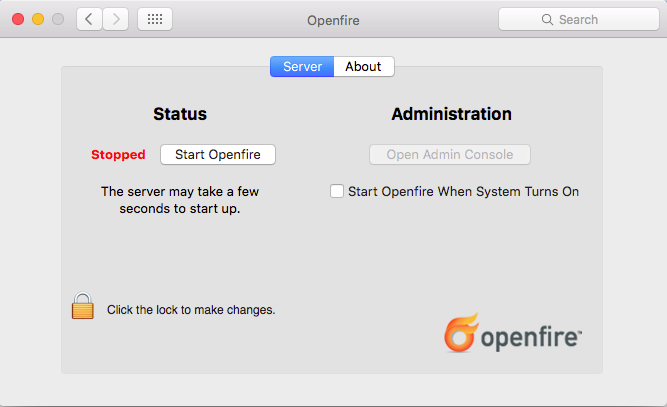 Openfire
Search
Server
About
Status
Administration
Stopped
Start Openfire
Open Admin Console
The server may take a few
seconds to start up.
Start Openfire When System Turns On
Click the lock to make changes.
openfire™